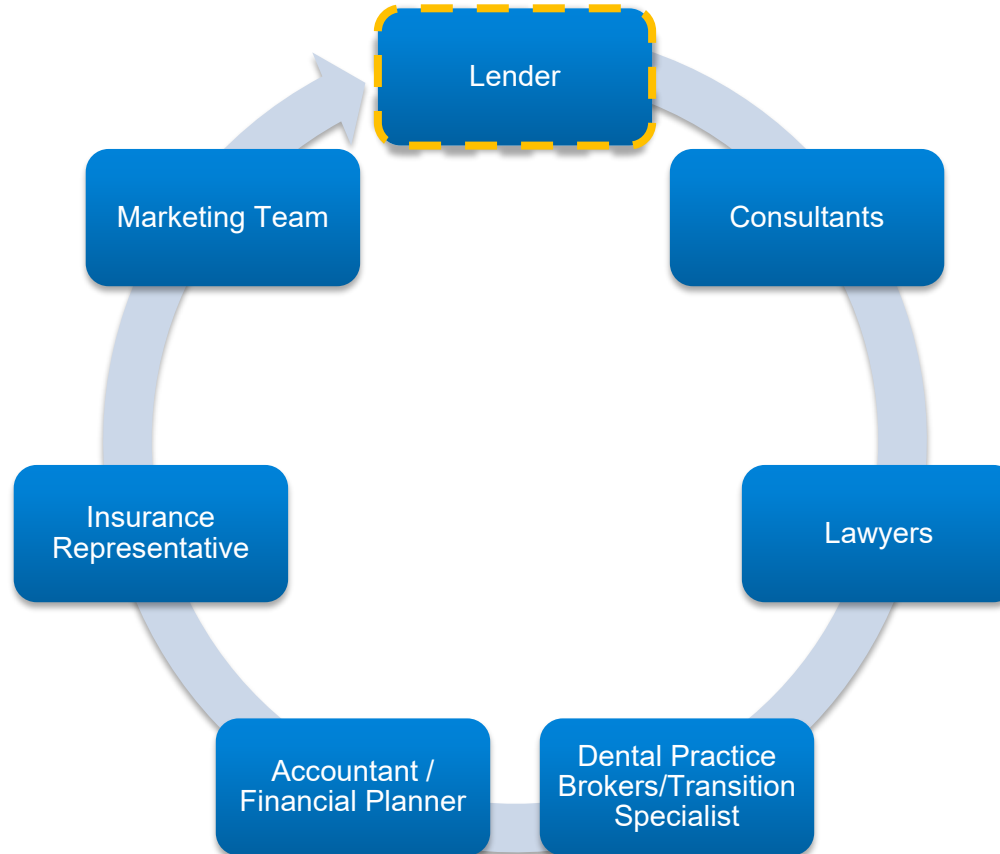 Lender
Consultants
Lawyers
Dental Practice
Brokers/Transition
Specialist
Accountant /
Financial Planner
Insurance
Representative
Marketing Team